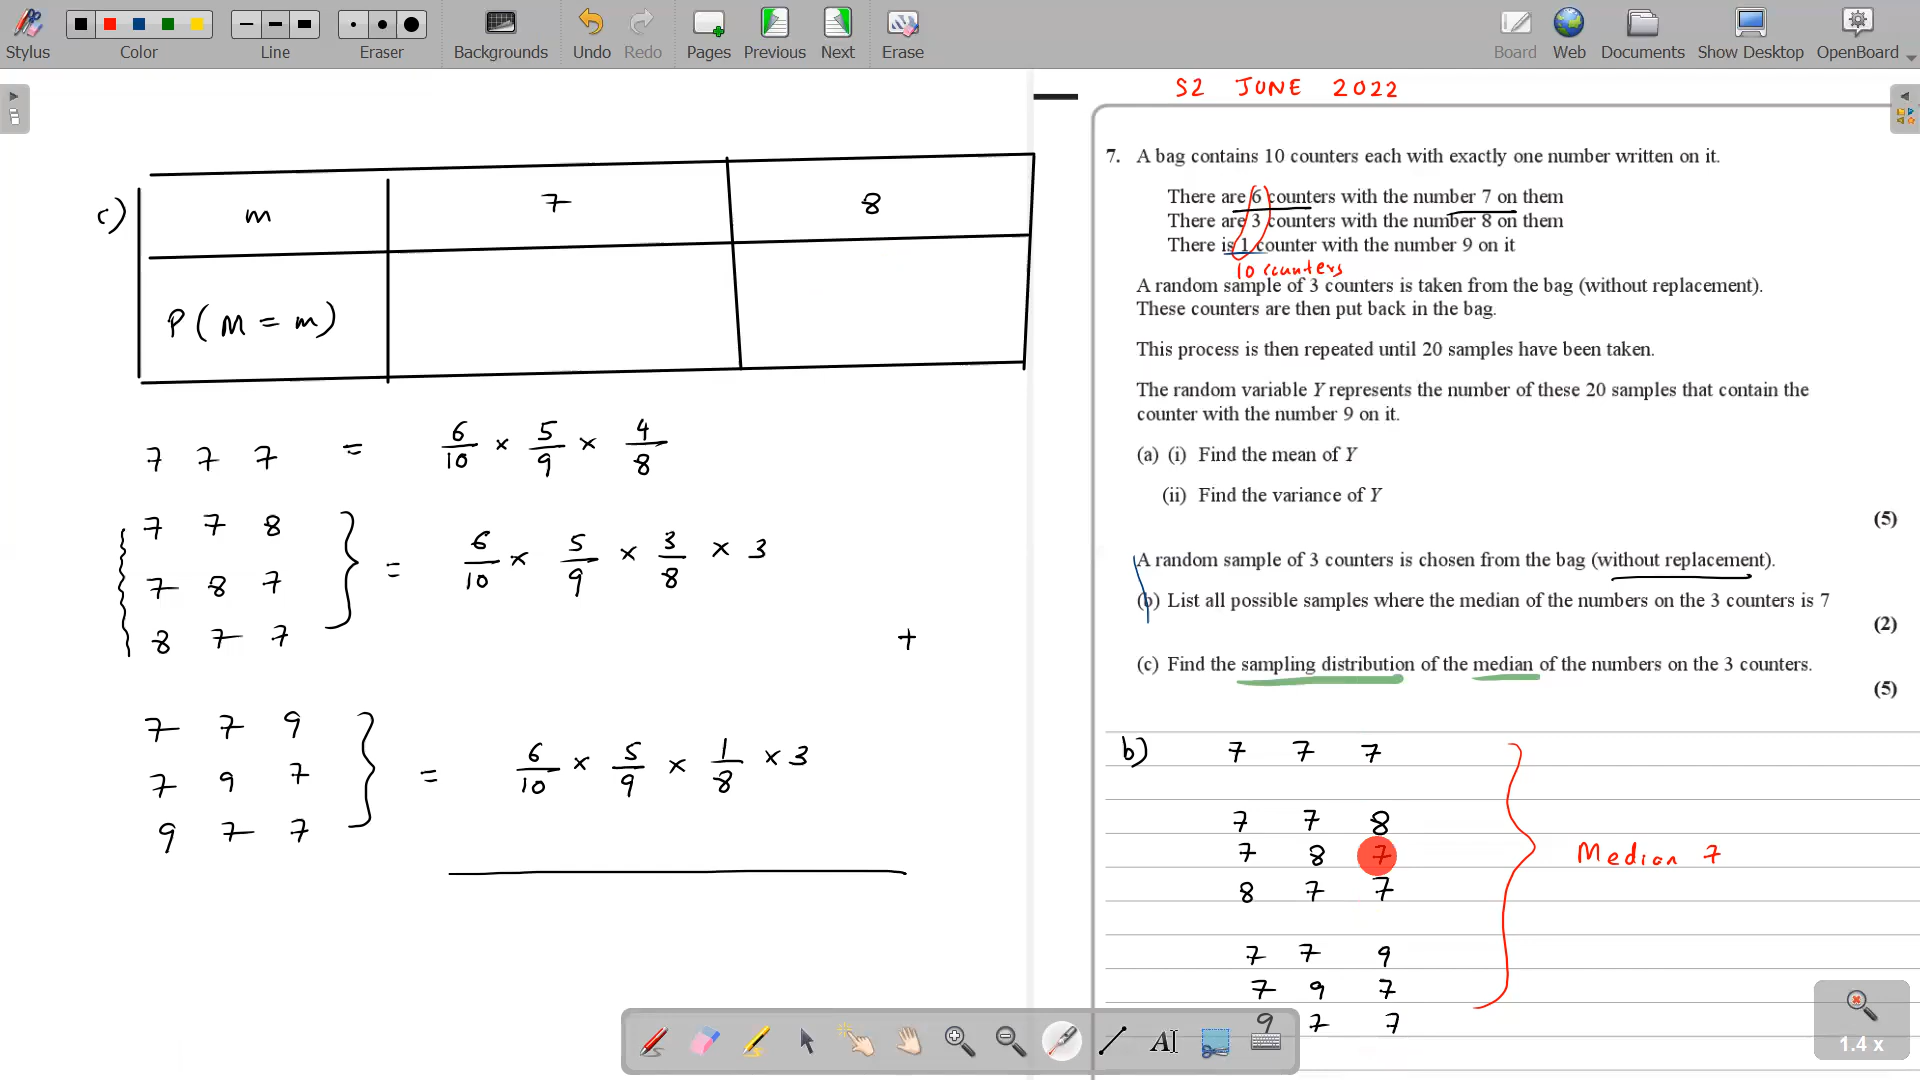 Stylus Color Line Eraser Backgrounds Undo Redo Pages Previous Next Erase Board Web Documents Show Desktop OpenBoard
c)
m 7 8
P ( M = m )
7 7 7 = 6/10 × 5/9 × 4/8
7 7 8
7 8 7
8 7 7
= 6/10 × 5/9 × 3/8 × 3
+
7 7 9
7 9 7
9 7 7
= 6/10 × 5/9 × 1/8 × 3
S2 JUNE 2022
7. A bag contains 10 counters each with exactly one number written on it.
There are 6 counters with the number 7 on them
There are 3 counters with the number 8 on them
There is 1 counter with the number 9 on it
10 counters
A random sample of 3 counters is taken from the bag (without replacement).
These counters are then put back in the bag.
This process is then repeated until 20 samples have been taken.
The random variable Y represents the number of these 20 samples that contain the
counter with the number 9 on it.
(a) (i) Find the mean of Y
(ii) Find the variance of Y
(5)
A random sample of 3 counters is chosen from the bag (without replacement).
(b) List all possible samples where the median of the numbers on the 3 counters is 7
(2)
(c) Find the sampling distribution of the median of the numbers on the 3 counters.
(5)
b) 7 7 7
7 7 8
7 8 7
8 7 7
7 7 9
7 9 7
9 7 7
Median 7
1.4 x